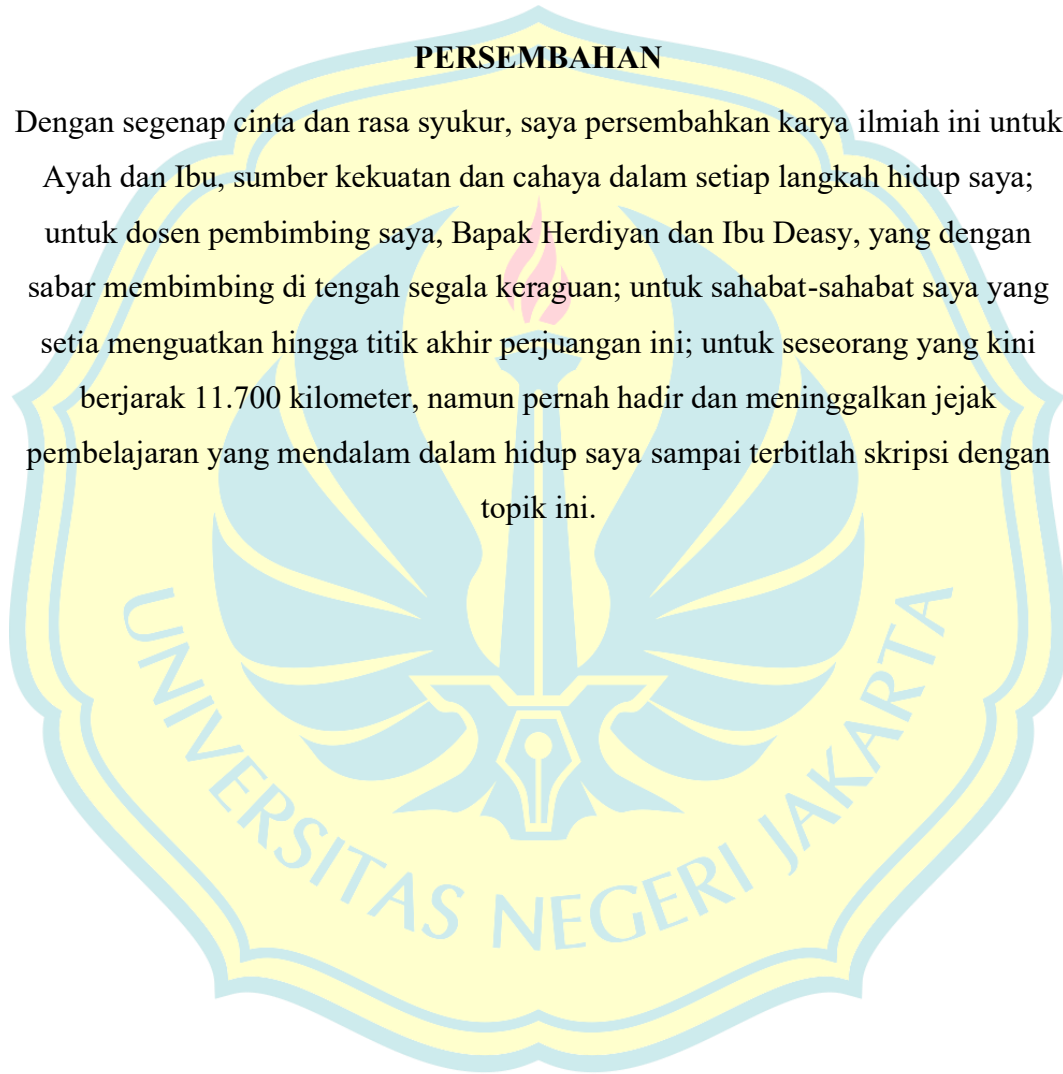 PERSEMBAHAN
Dengan segenap cinta dan rasa syukur, saya persembahkan karya ilmiah ini untuk
Ayah dan Ibu, sumber kekuatan dan cahaya dalam setiap langkah hidup saya;
untuk dosen pembimbing saya, Bapak Herdiyan dan Ibu Deasy, yang dengan
sabar membimbing di tengah segala keraguan; untuk sahabat-sahabat saya yang
setia menguatkan hingga titik akhir perjuangan ini; untuk seseorang yang kini
berjarak 11.700 kilometer, namun pernah hadir dan meninggalkan jejak
pembelajaran yang mendalam dalam hidup saya sampai terbitlah skripsi dengan
topik ini.
UNIVERSITAS NEGERI JAKARTA